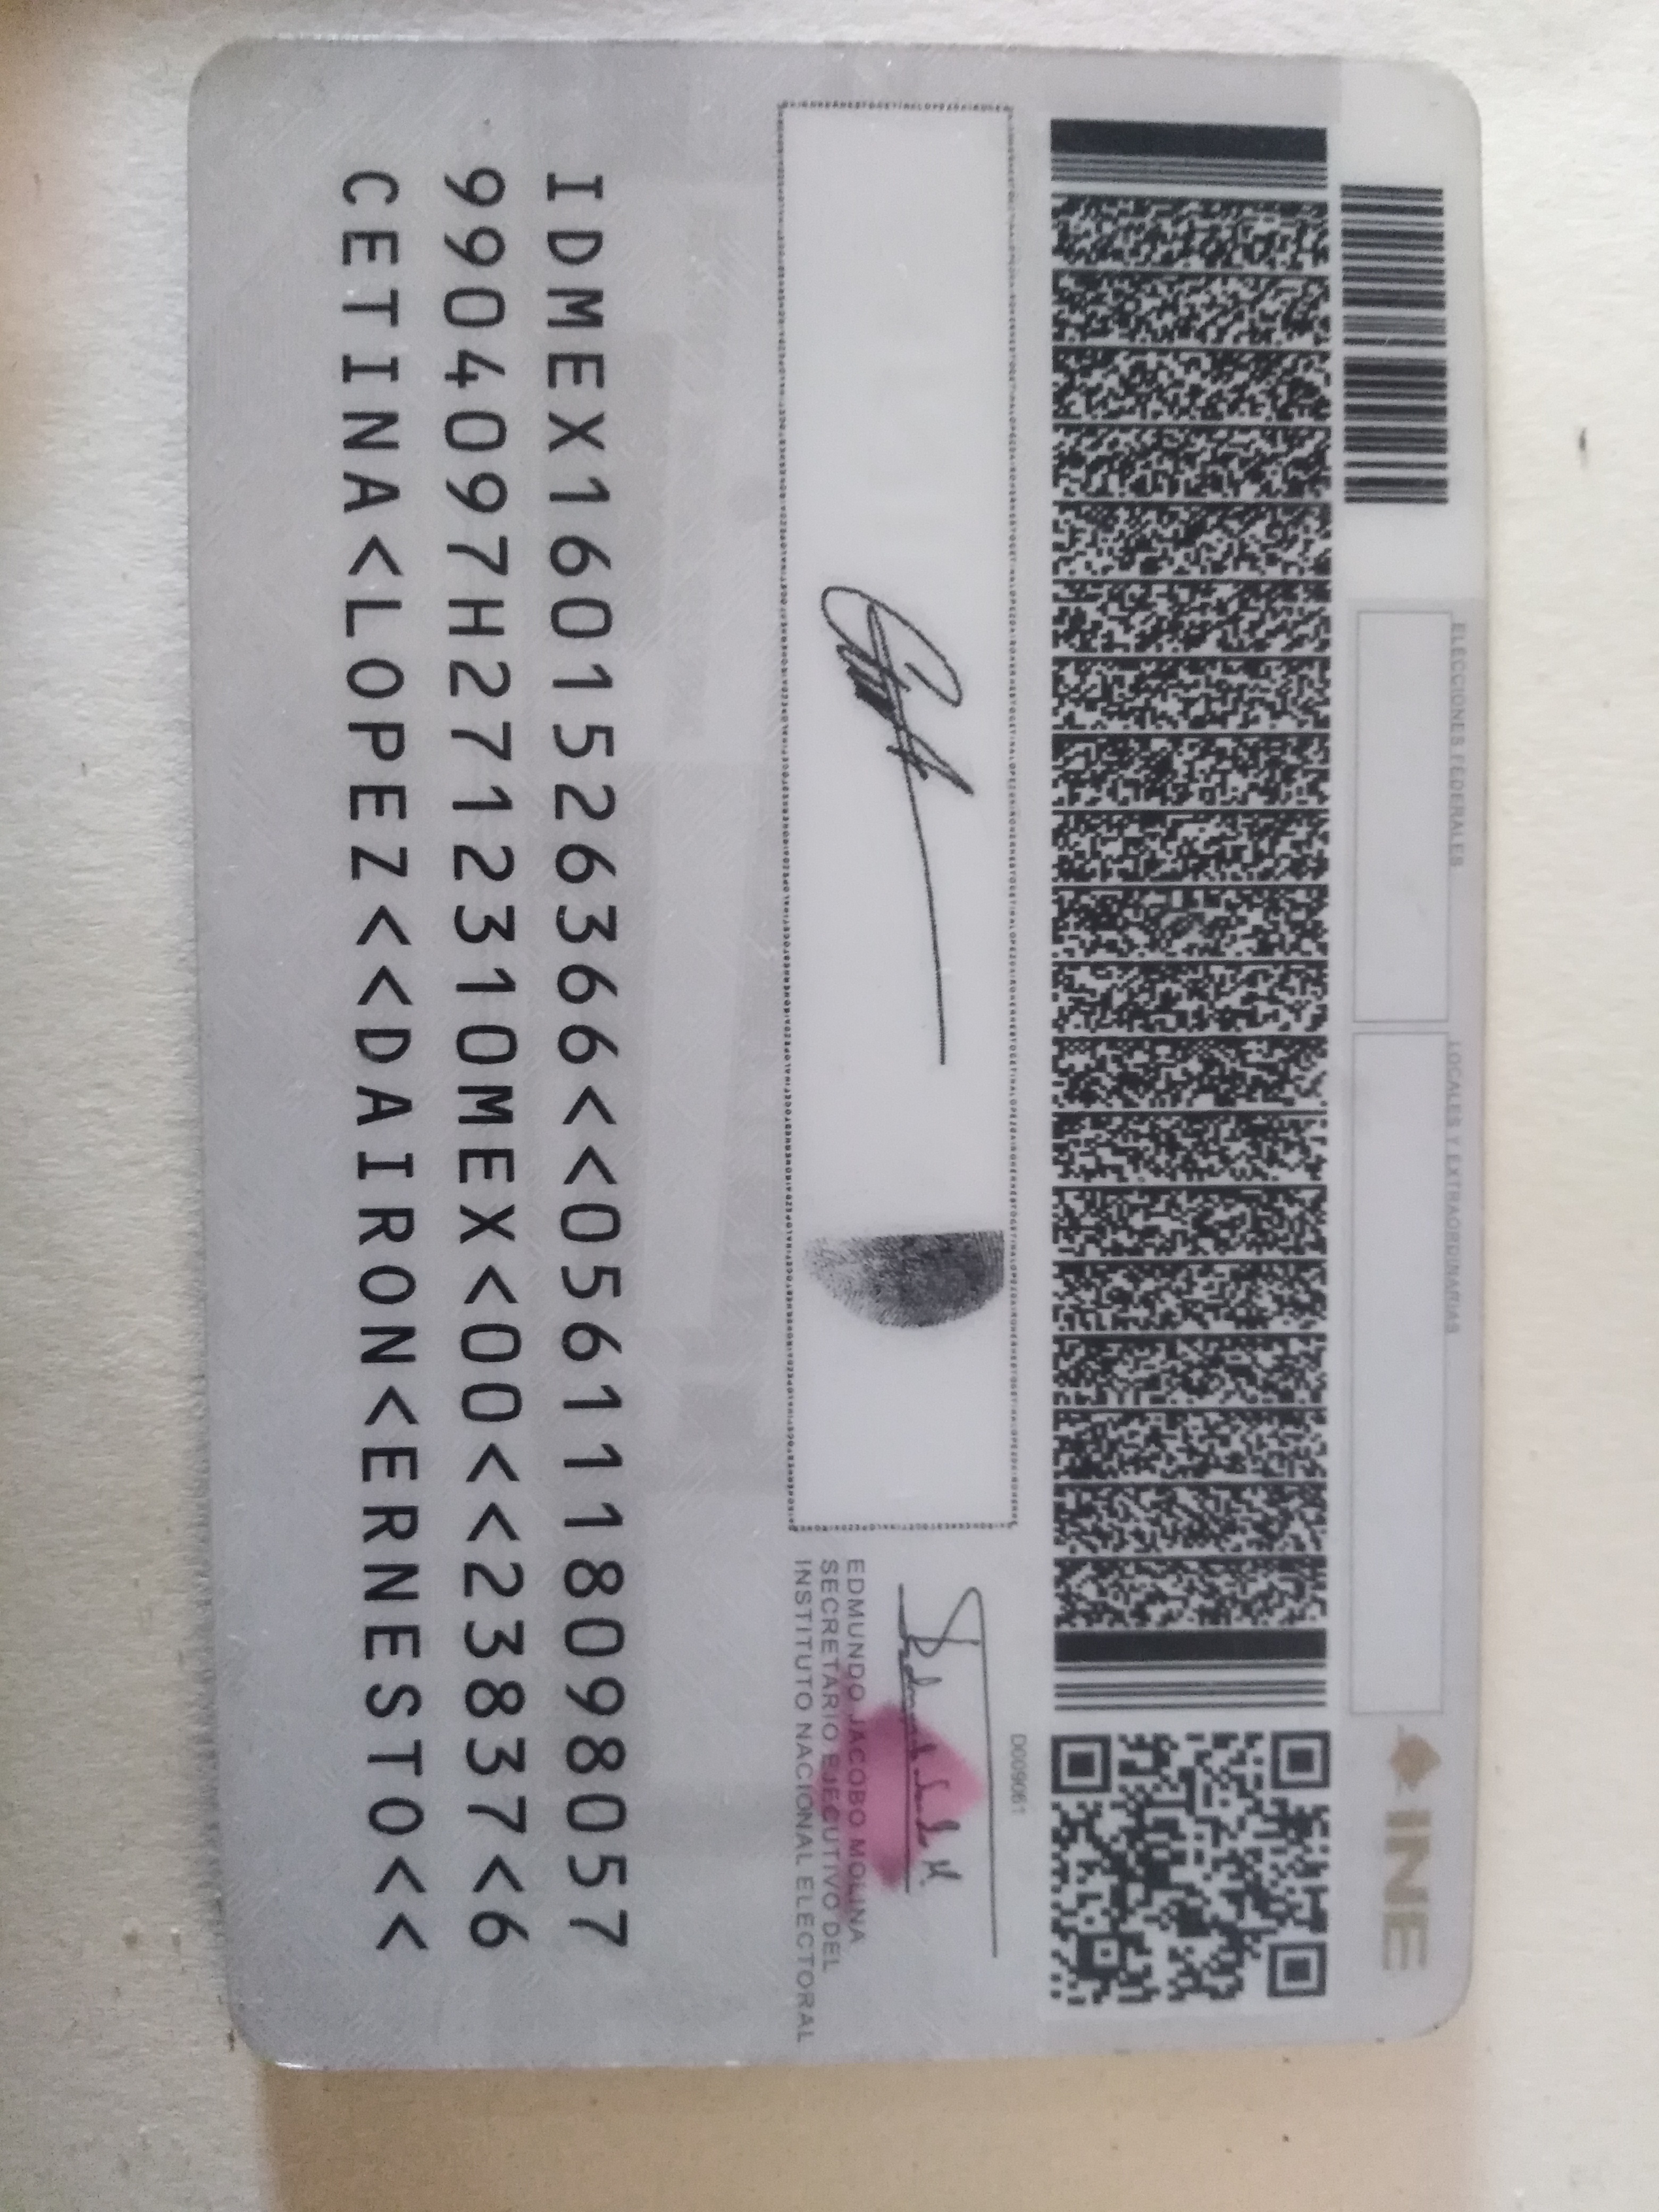 ELECCIONES FEDERALES
LOCALES Y EXTRAORDINARIAS
INE
D009061
EDMUNDO JACOBO MOLINA
SECRETARIO EJECUTIVO DEL
INSTITUTO NACIONAL ELECTORAL
IDMEX1601526366<<0561118098057
9904097H2712310MEX<00<<23837<6
CETINA<LOPEZ<<DAIRON<ERNESTO<<